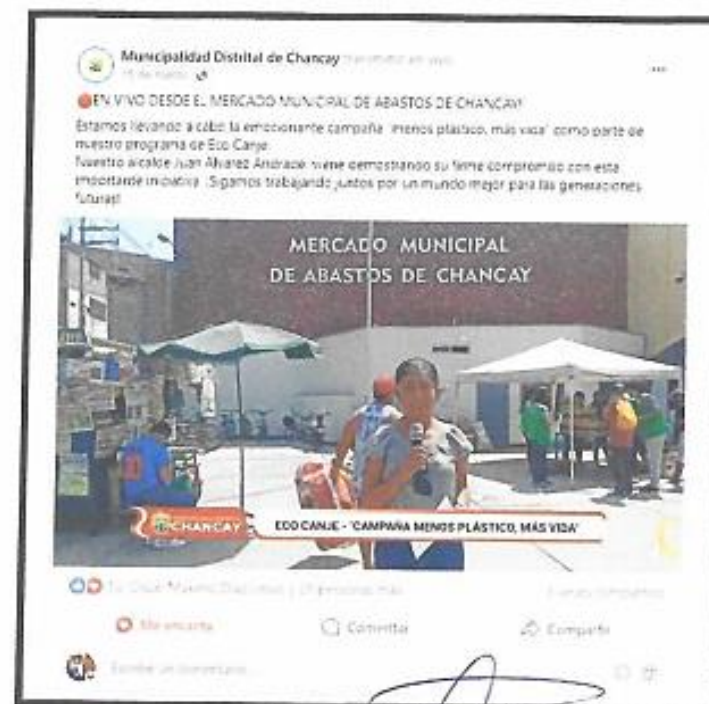 Municipalidad Distrital de Chancay
EN VIVO DESDE EL MERCADO MUNICIPAL DE ABASTOS DE CHANCAY!
Estamos llevando a cabo la emocionante campaña "menos plástico, más vida" como parte de
nuestro programa de Eco Canje.
Nuestro alcalde Juan Alvarez Andrade viene demostrando su firme compromiso con esta
importante iniciativa. ¡Sigamos trabajando juntos por un mundo mejor para las generaciones
futuras!
MERCADO MUNICIPAL
DE ABASTOS DE CHANCAY
CHANCAY
ECO CANJE - "CAMPAÑA MENOS PLÁSTICO, MÁS VIDA"
Me encanta
Comentar
Compartir
Escribe un comentario...